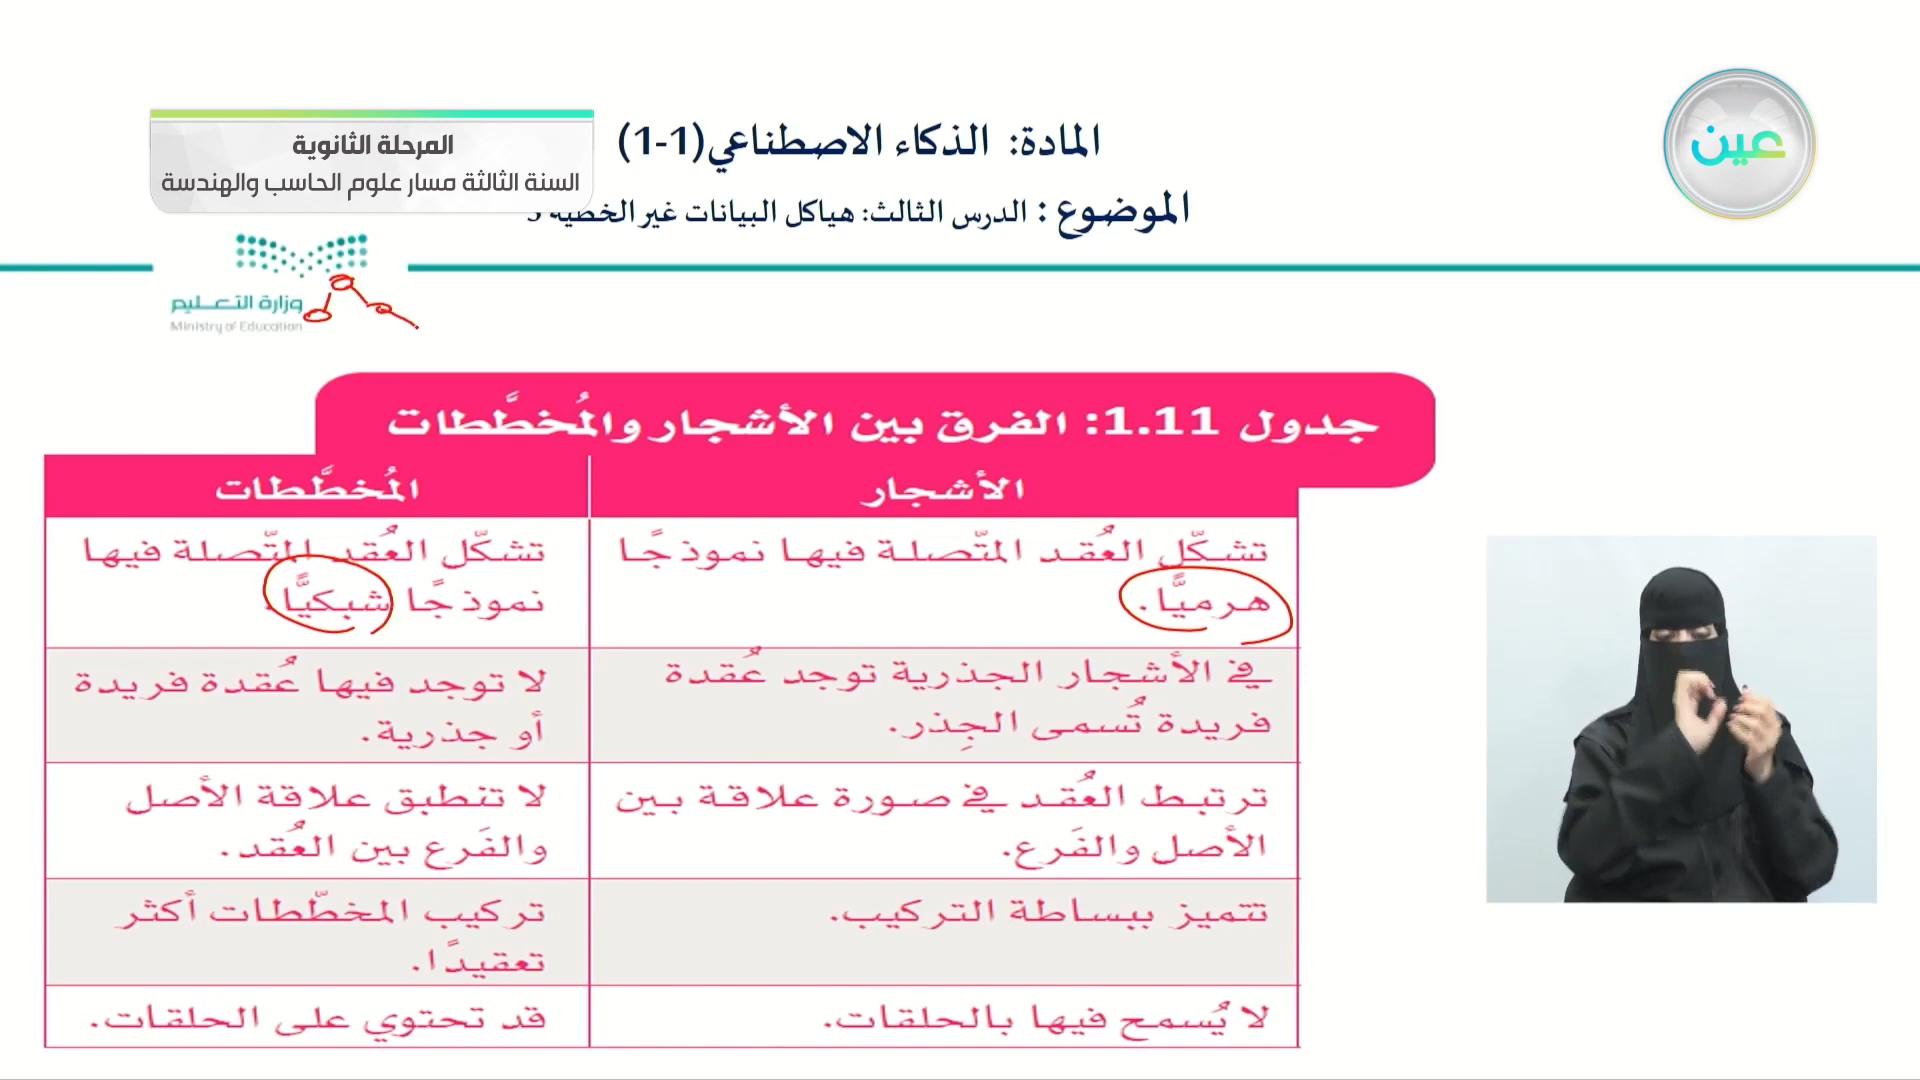 المرحلة الثانوية
السنة الثالثة مسار علوم الحاسب والهندسة
المادة: الذكاء الاصطناعي(1-1)
الموضوع : الدرس الثالث: هياكل البيانات غير الخطية
عين
وزارة التعليم
Ministry of Education
جدول 1.11: الفرق بين الأشجار والمُخطَّطات
الأشجار
المُخطَّطات
تشكّل العُقد المتّصلة فيها نموذجًا
هرميًّا.
تشكّل العُقد المتّصلة فيها
نموذجًا شبكيًّا.
في الأشجار الجذرية توجد عُقدة
فريدة تُسمى الجِذر.
لا توجد فيها عُقدة فريدة
أو جذرية.
ترتبط العُقد في صورة علاقة بين
الأصل والفَرع.
لا تنطبق علاقة الأصل
والفَرع بين العُقد.
تتميز ببساطة التركيب.
تركيب المخطّطات أكثر
تعقيدًا.
لا يُسمح فيها بالحلقات.
قد تحتوي على الحلقات.